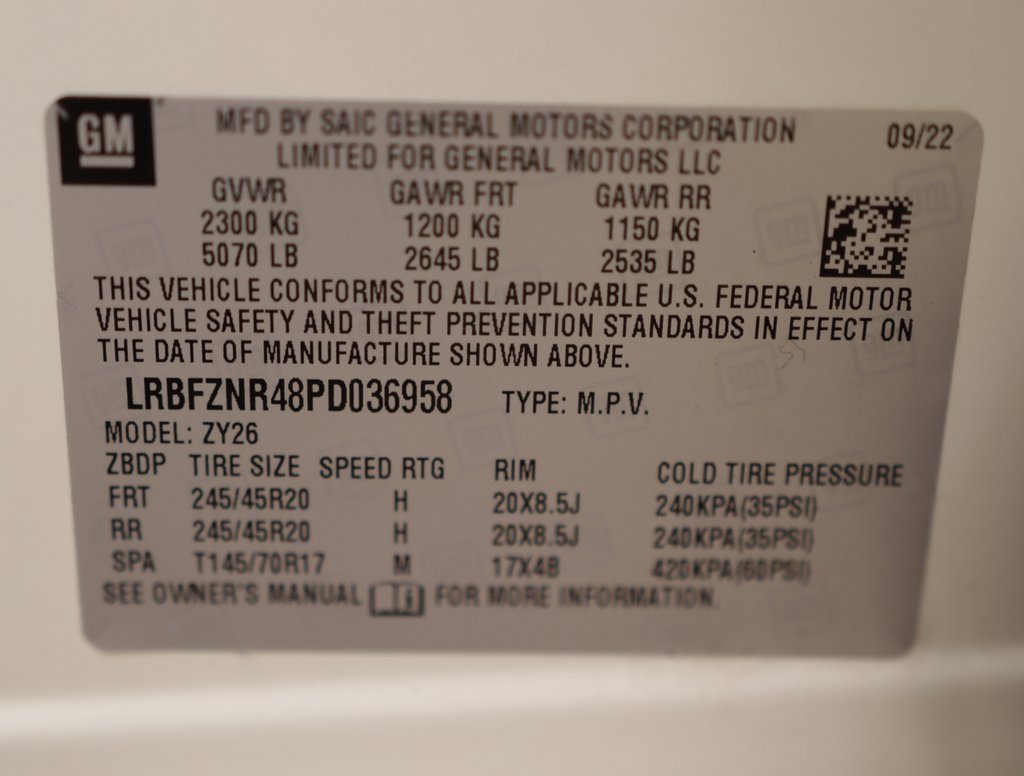 GM
MFD BY SAIC GENERAL MOTORS CORPORATION 09/22
LIMITED FOR GENERAL MOTORS LLC
GVWR GAWR FRT GAWR RR
2300 KG 1200 KG 1150 KG
5070 LB 2645 LB 2535 LB
THIS VEHICLE CONFORMS TO ALL APPLICABLE U.S. FEDERAL MOTOR
VEHICLE SAFETY AND THEFT PREVENTION STANDARDS IN EFFECT ON
THE DATE OF MANUFACTURE SHOWN ABOVE.
LRBFZNR48PD036958 TYPE: M.P.V.
MODEL: ZY26
ZBDP TIRE SIZE SPEED RTG RIM COLD TIRE PRESSURE
FRT 245/45R20 H 20X8.5J 240KPA(35PSI)
RR 245/45R20 H 20X8.5J 240KPA(35PSI)
SPA T145/70R17 M 17X4B 420KPA(60PSI)
SEE OWNER'S MANUAL FOR MORE INFORMATION.